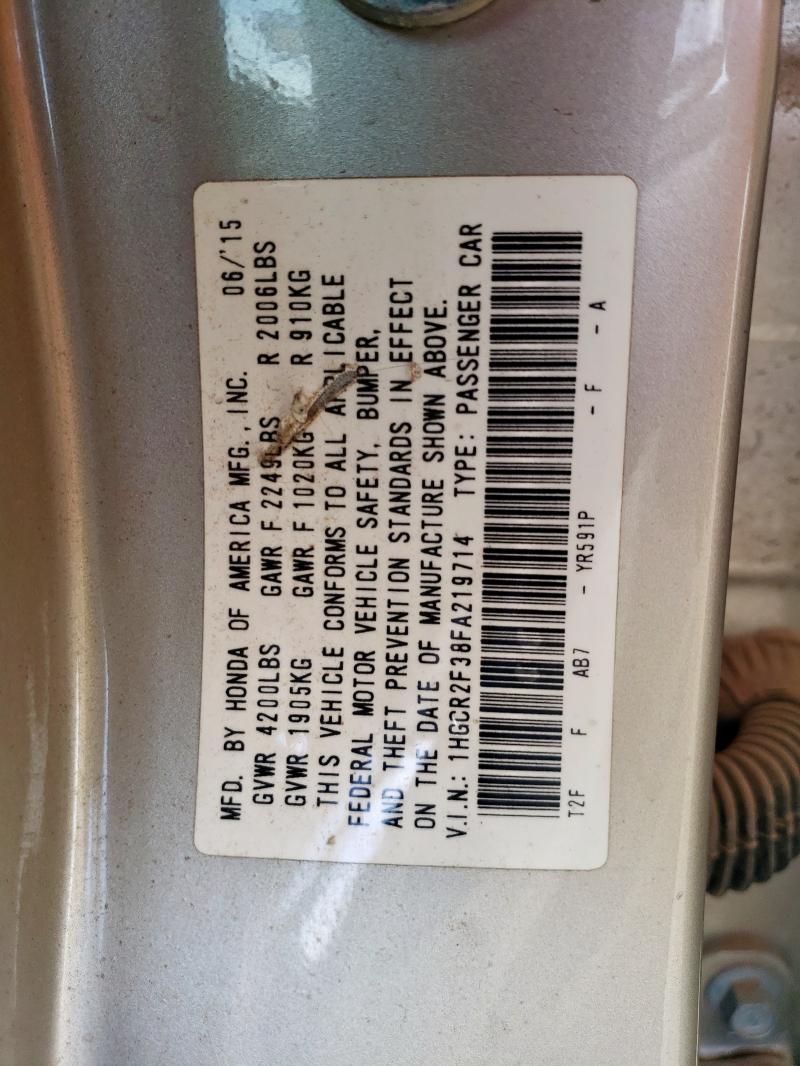 MFD. BY HONDA OF AMERICA MFG., INC. 06/'15
GVWR 4200LBS GAWR F 2249LBS R 2006LBS
GVWR 1905KG GAWR F 1020KG R 910KG
THIS VEHICLE CONFORMS TO ALL APPLICABLE
FEDERAL MOTOR VEHICLE SAFETY, BUMPER,
AND THEFT PREVENTION STANDARDS IN EFFECT
ON THE DATE OF MANUFACTURE SHOWN ABOVE.
V.I.N.: 1HGCR2F38FA219714 TYPE: PASSENGER CAR
T2F F AB7 - YR591P - F - A